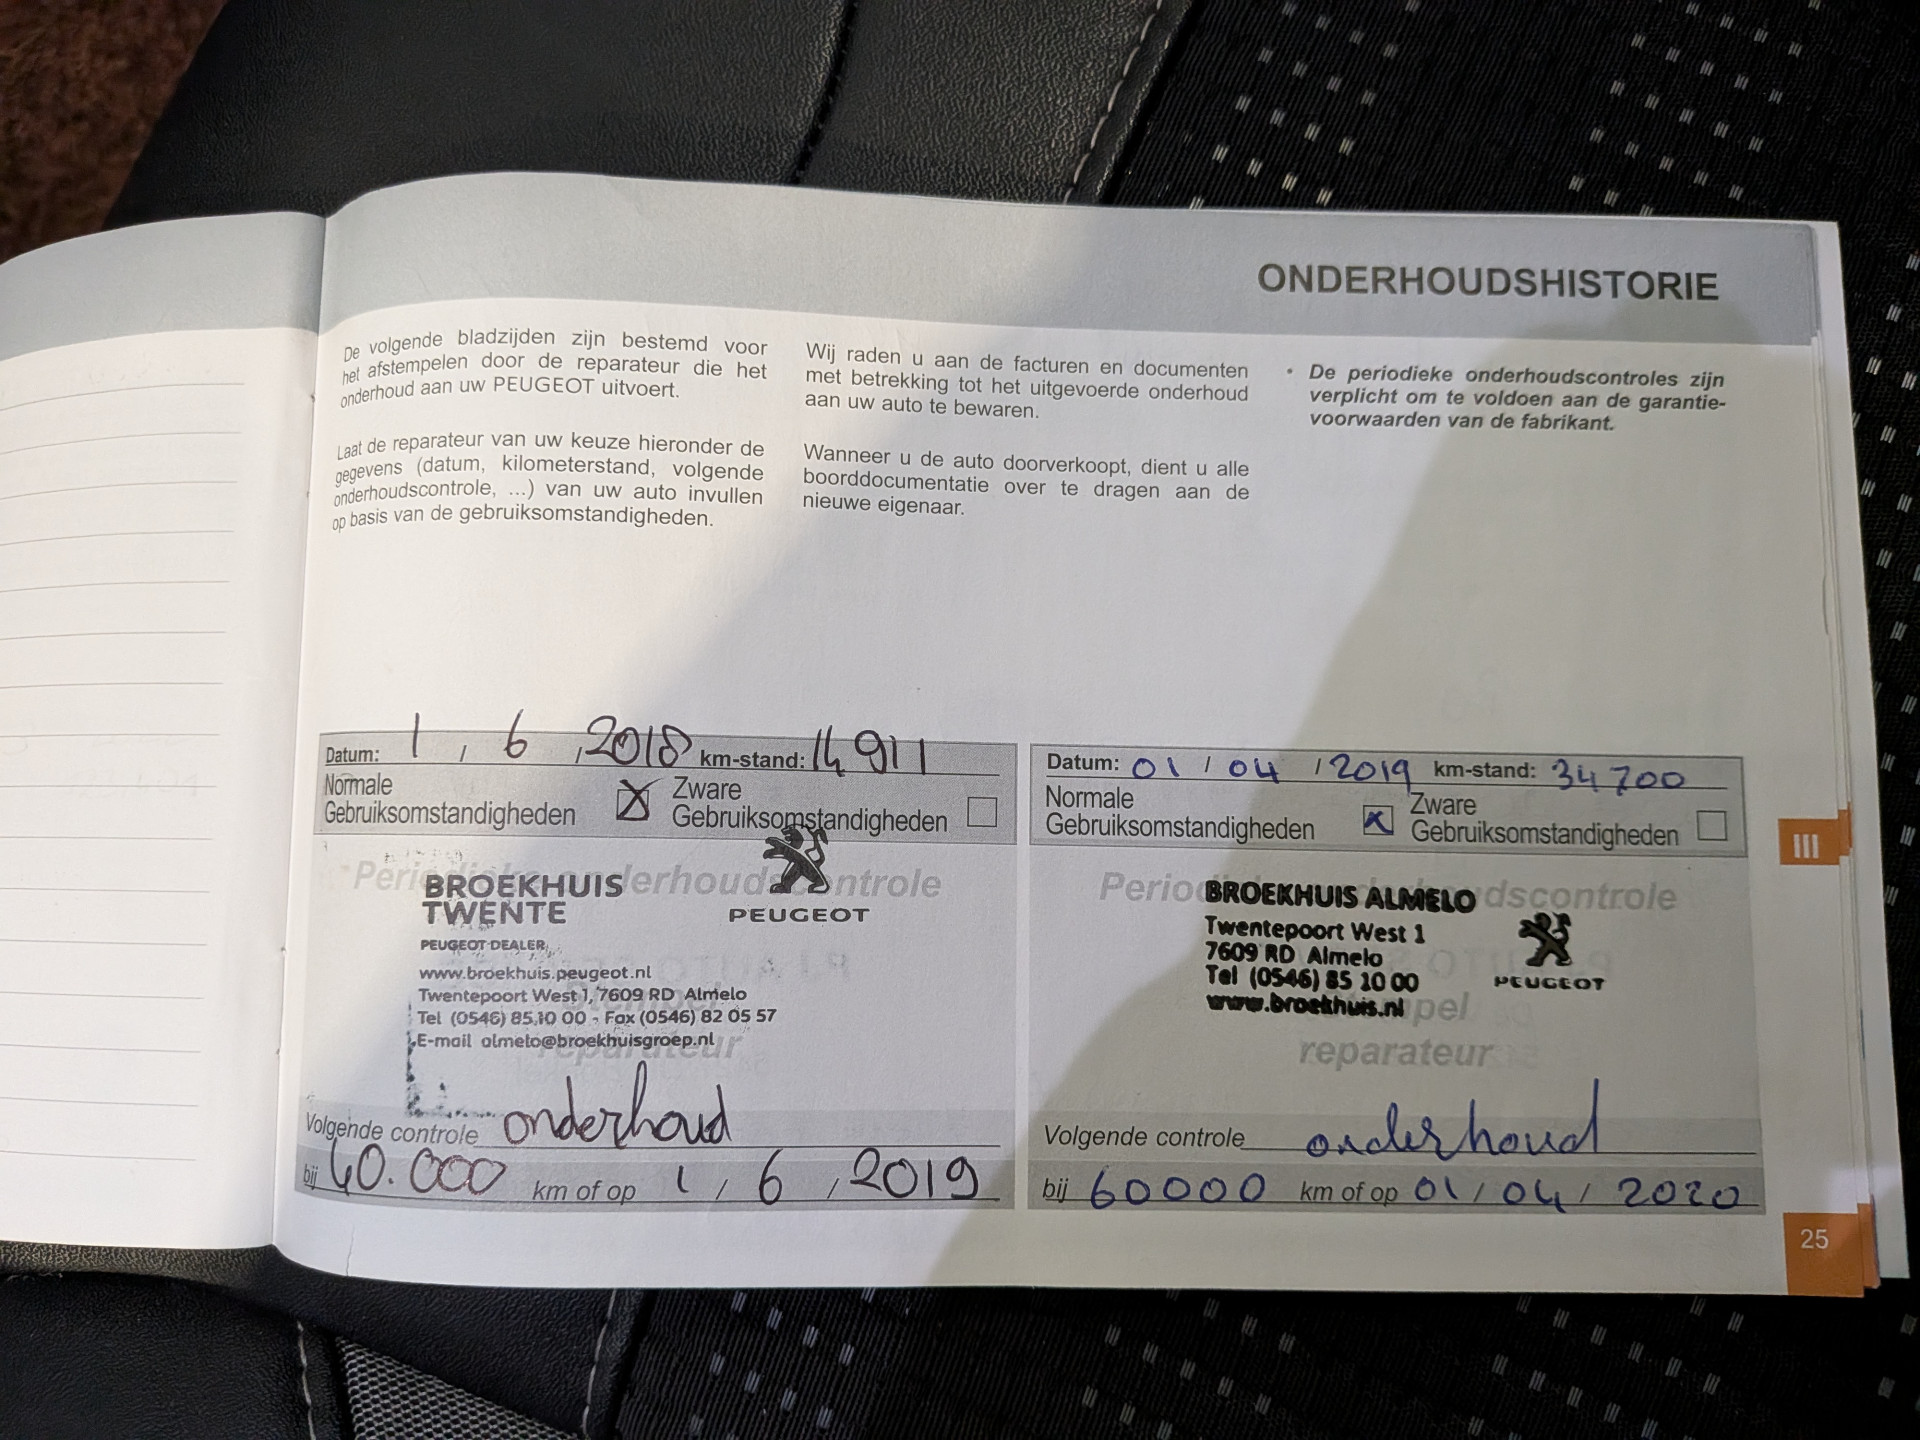 ONDERHOUDSHISTORIE
De volgende bladzijden zijn bestemd voor
het afstempelen door de reparateur die het
onderhoud aan uw PEUGEOT uitvoert.
Laat de reparateur van uw keuze hieronder de
gegevens (datum, kilometerstand, volgende
onderhoudscontrole, ...) van uw auto invullen
op basis van de gebruiksomstandigheden.
Wij raden u aan de facturen en documenten
met betrekking tot het uitgevoerde onderhoud
aan uw auto te bewaren.
Wanneer u de auto doorverkoopt, dient u alle
boorddocumentatie over te dragen aan de
nieuwe eigenaar.
• De periodieke onderhoudscontroles zijn
verplicht om te voldoen aan de garantie-
voorwaarden van de fabrikant.
Datum: 1 / 6 / 2018 km-stand: 14 911
Normale
Gebruiksomstandigheden
Zware
Gebruiksomstandigheden
Periodieke onderhoudscontrole
BROEKHUIS
TWENTE
PEUGEOT
PEUGEOT DEALER
www.broekhuis.peugeot.nl
Twentepoort West 1, 7609 RD Almelo
Tel (0546) 85 10 00 - Fax (0546) 82 05 57
E-mail almelo@broekhuisgroep.nl
reparateur
Volgende controle onderhoud
bij 40.000 km of op 1 / 6 / 2019
Datum: 01 / 04 / 2019 km-stand: 34700
Normale
Gebruiksomstandigheden
Zware
Gebruiksomstandigheden
Periodieke onderhoudscontrole
BROEKHUIS ALMELO
Twentepoort West 1
7609 RD Almelo
Tel (0546) 85 10 00
www.broekhuis.nl
PEUGEOT
Stempel
reparateur
Volgende controle onderhoud
bij 60000 km of op 01 / 04 / 2020
III
25